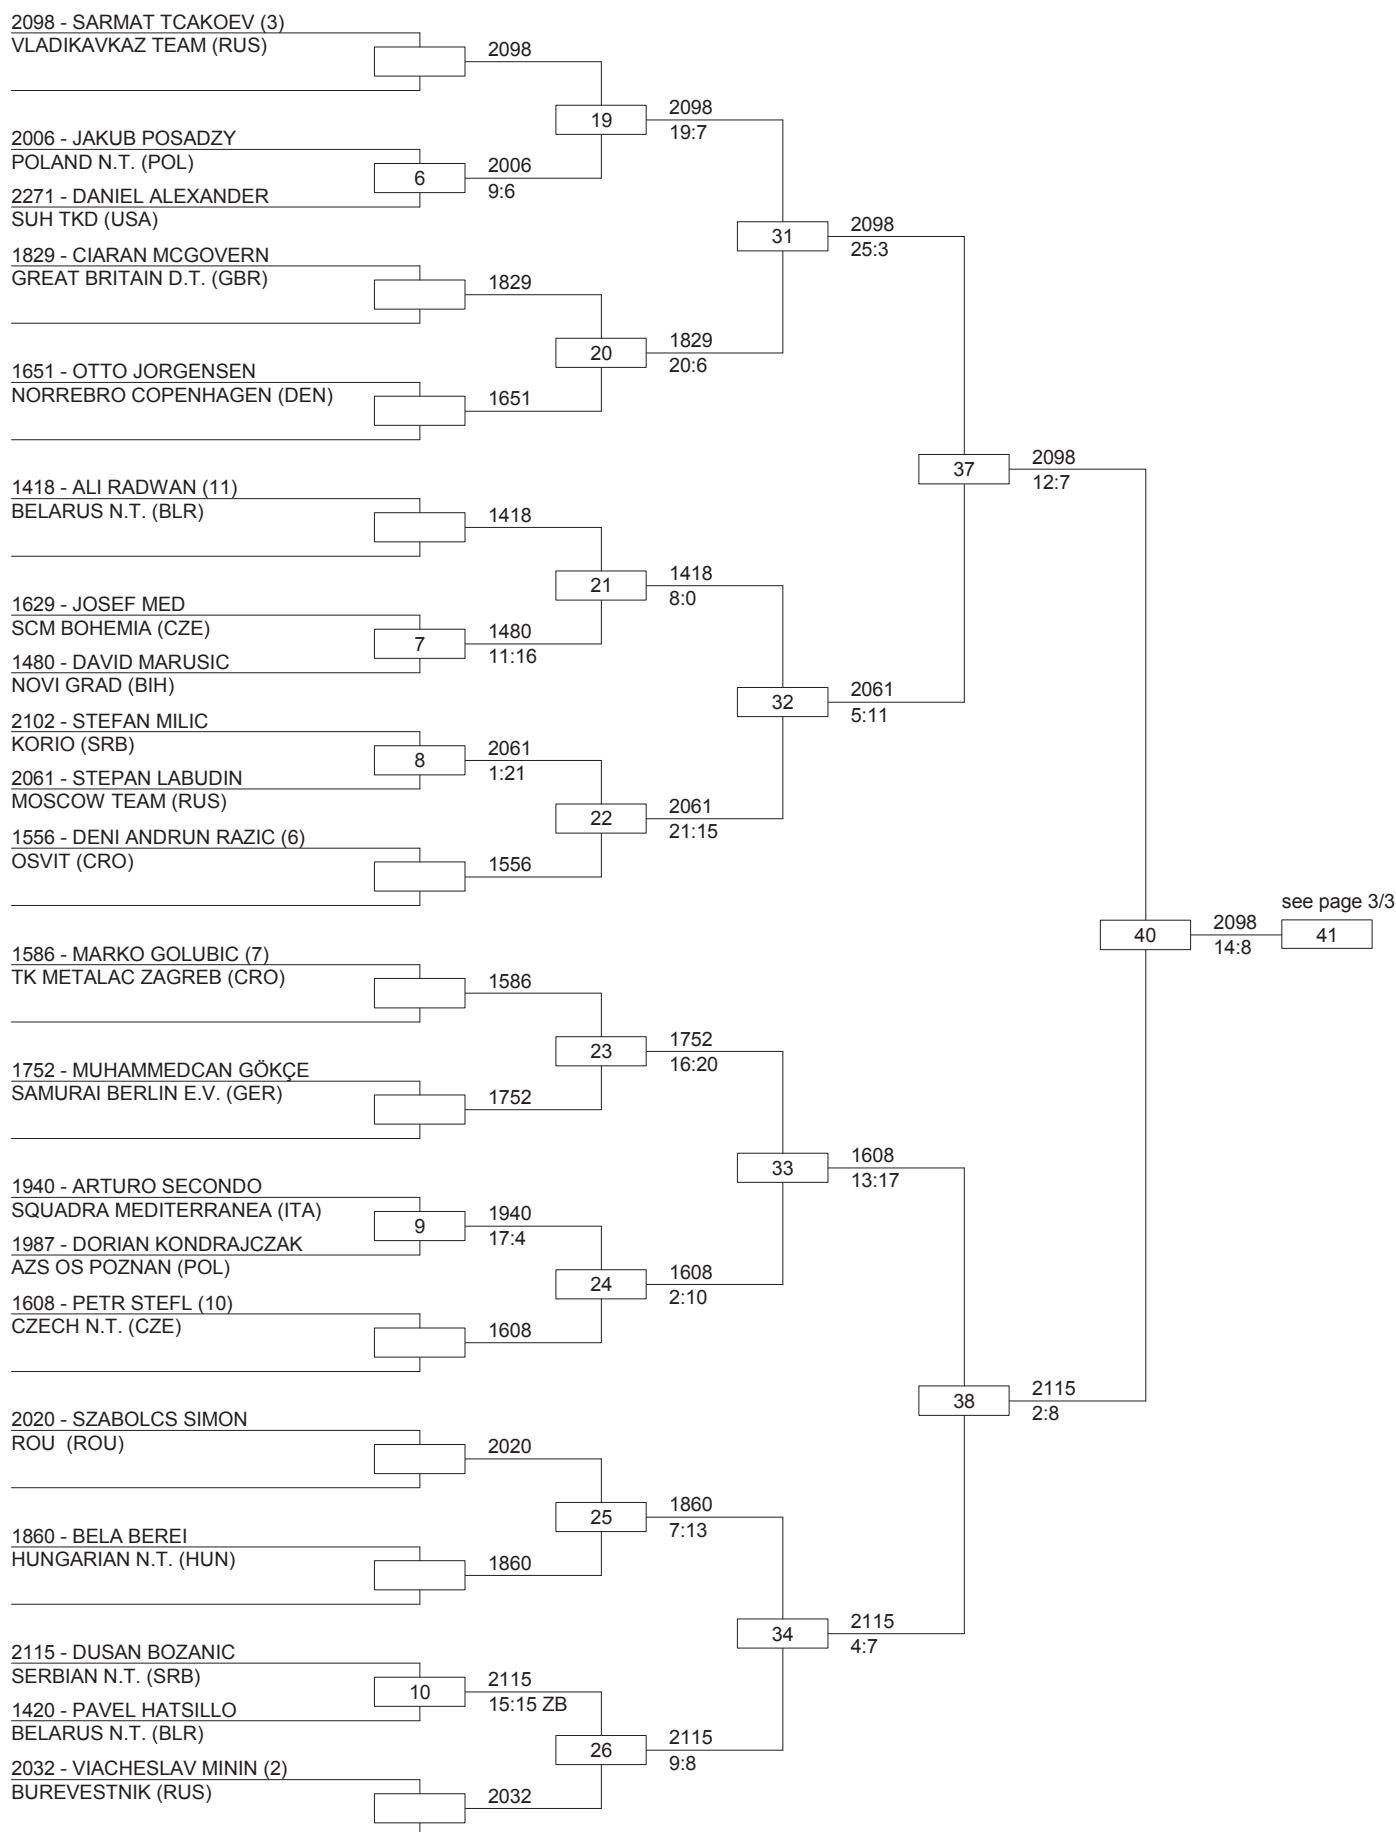 2098 - SARMAT TCAKOEV (3)
VLADIKAVKAZ TEAM (RUS)
2098
19
2098
19:7
2006 - JAKUB POSADZY
POLAND N.T. (POL)
6
2006
9:6
2271 - DANIEL ALEXANDER
SUH TKD (USA)
31
2098
25:3
1829 - CIARAN MCGOVERN
GREAT BRITAIN D.T. (GBR)
1829
20
1829
20:6
1651 - OTTO JORGENSEN
NORREBRO COPENHAGEN (DEN)
1651
37
2098
12:7
1418 - ALI RADWAN (11)
BELARUS N.T. (BLR)
1418
21
1418
8:0
1629 - JOSEF MED
SCM BOHEMIA (CZE)
7
1480
11:16
1480 - DAVID MARUSIC
NOVI GRAD (BIH)
32
2061
5:11
2102 - STEFAN MILIC
KORIO (SRB)
8
2061
1:21
2061 - STEPAN LABUDIN
MOSCOW TEAM (RUS)
22
2061
21:15
1556 - DENI ANDRUN RAZIC (6)
OSVIT (CRO)
1556
see page 3/3
40
2098
14:8
41
1586 - MARKO GOLUBIC (7)
TK METALAC ZAGREB (CRO)
1586
23
1752
16:20
1752 - MUHAMMEDCAN GÖKÇE
SAMURAI BERLIN E.V. (GER)
1752
33
1608
13:17
1940 - ARTURO SECONDO
SQUADRA MEDITERRANEA (ITA)
9
1940
17:4
1987 - DORIAN KONDRAJCZAK
AZS OS POZNAN (POL)
24
1608
2:10
1608 - PETR STEFL (10)
CZECH N.T. (CZE)
1608
38
2115
2:8
2020 - SZABOLCS SIMON
ROU (ROU)
2020
25
1860
7:13
1860 - BELA BEREI
HUNGARIAN N.T. (HUN)
1860
34
2115
4:7
2115 - DUSAN BOZANIC
SERBIAN N.T. (SRB)
10
2115
15:15 ZB
1420 - PAVEL HATSILLO
BELARUS N.T. (BLR)
26
2115
9:8
2032 - VIACHESLAV MININ (2)
BUREVESTNIK (RUS)
2032